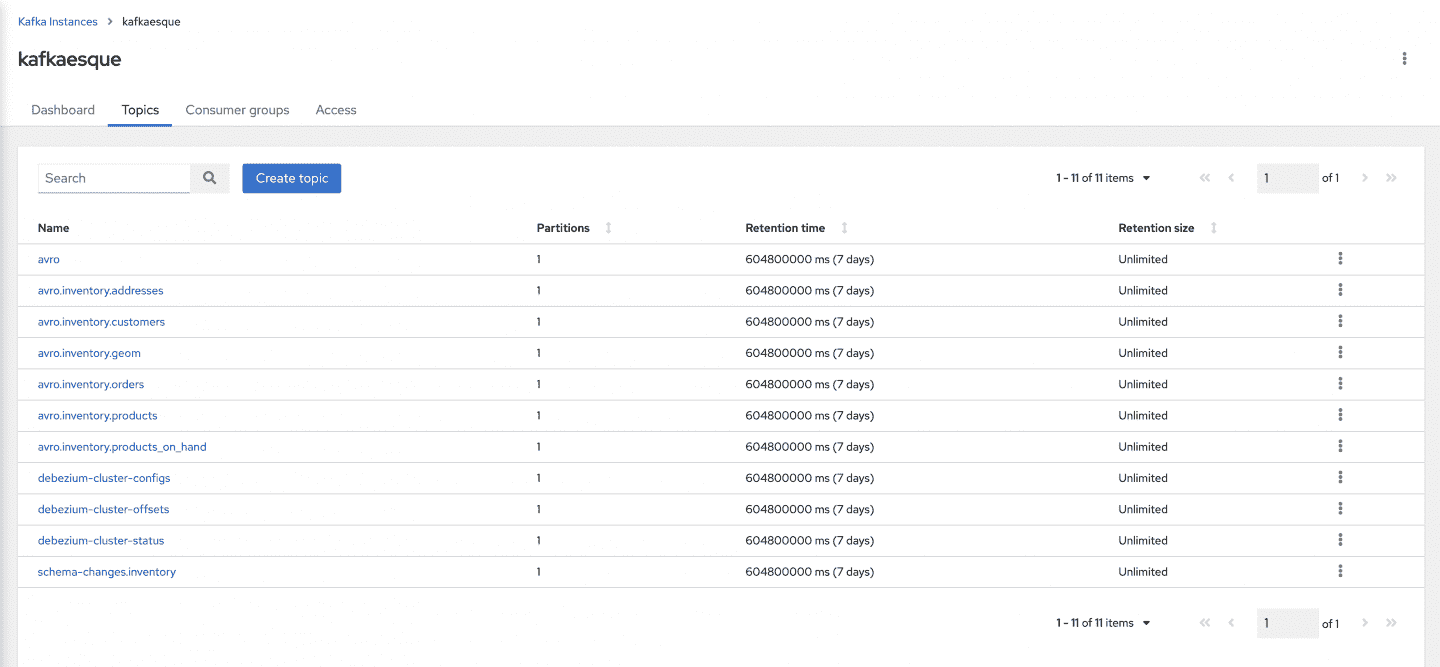 Kafka Instances > kafkaesque
kafkaesque
Dashboard Topics Consumer groups Access
Search Create topic 1 - 11 of 11 items 1 of 1
Name Partitions Retention time Retention size
avro 1 604800000 ms (7 days) Unlimited
avro.inventory.addresses 1 604800000 ms (7 days) Unlimited
avro.inventory.customers 1 604800000 ms (7 days) Unlimited
avro.inventory.geom 1 604800000 ms (7 days) Unlimited
avro.inventory.orders 1 604800000 ms (7 days) Unlimited
avro.inventory.products 1 604800000 ms (7 days) Unlimited
avro.inventory.products_on_hand 1 604800000 ms (7 days) Unlimited
debezium-cluster-configs 1 604800000 ms (7 days) Unlimited
debezium-cluster-offsets 1 604800000 ms (7 days) Unlimited
debezium-cluster-status 1 604800000 ms (7 days) Unlimited
schema-changes.inventory 1 604800000 ms (7 days) Unlimited
1 - 11 of 11 items 1 of 1